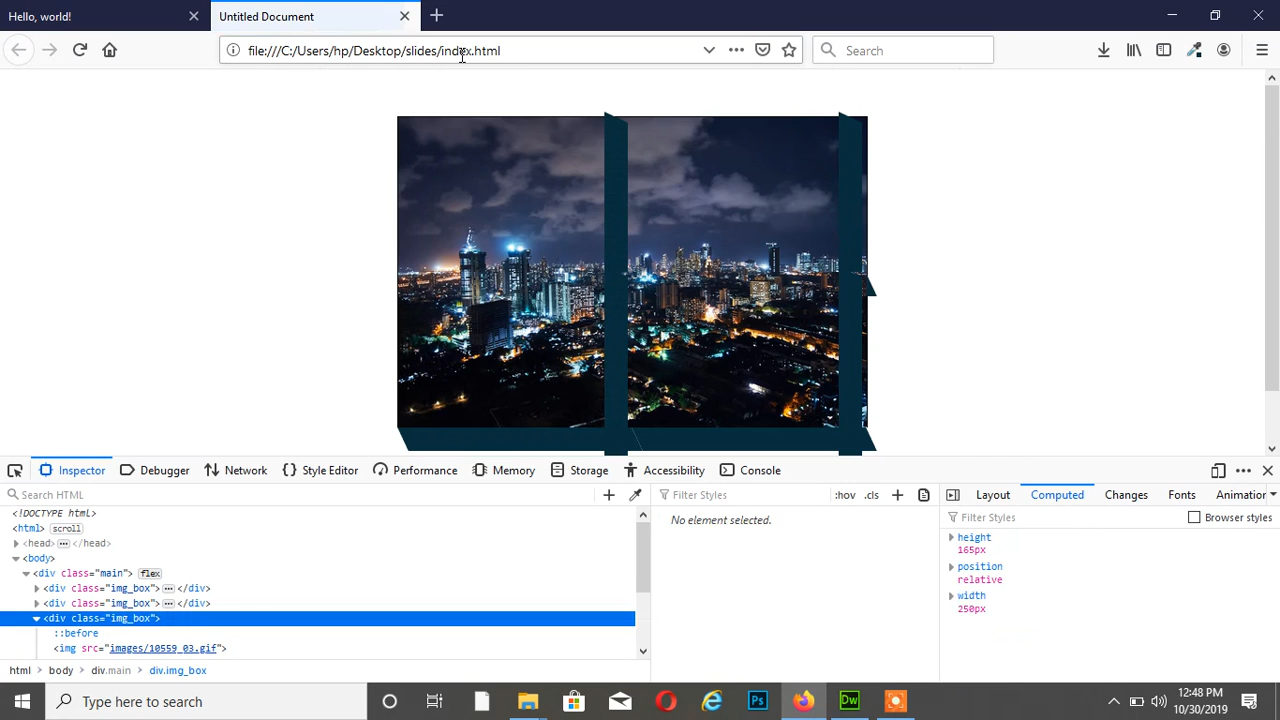 Hello, world!
Untitled Document
file:///C:/Users/hp/Desktop/slides/index.html
Search
Inspector Debugger Network Style Editor Performance Memory Storage Accessibility Console
Search HTML
Filter Styles :hov .cls Layout Computed Changes Fonts Animation
<!DOCTYPE html> No element selected. Filter Styles Browser styles
<html> scroll
<head> </head> height
<body> 165px
<div class="main"> flex position
<div class="img_box"> </div> relative
<div class="img_box"> </div> width
<div class="img_box"> 250px
::before
<img src="images/10559_03.gif">
html body div.main div.img_box
Type here to search Ps Dw 12:48 PM
10/30/2019